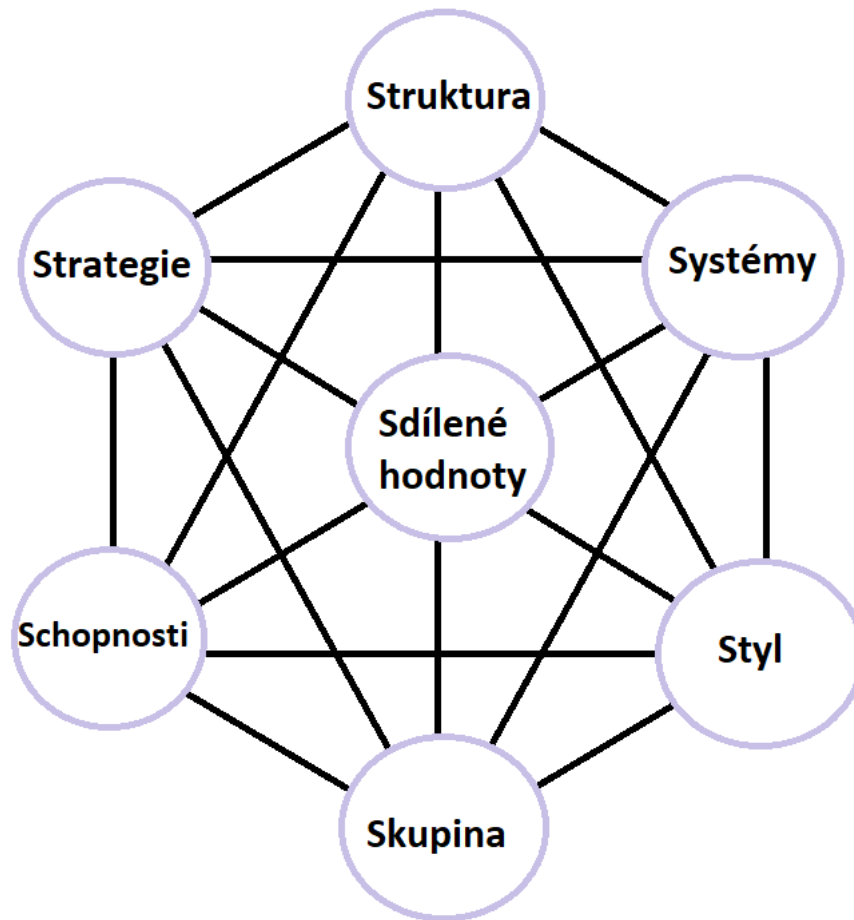 Struktura
Strategie
Systémy
Sdílené
hodnoty
Schopnosti
Styl
Skupina